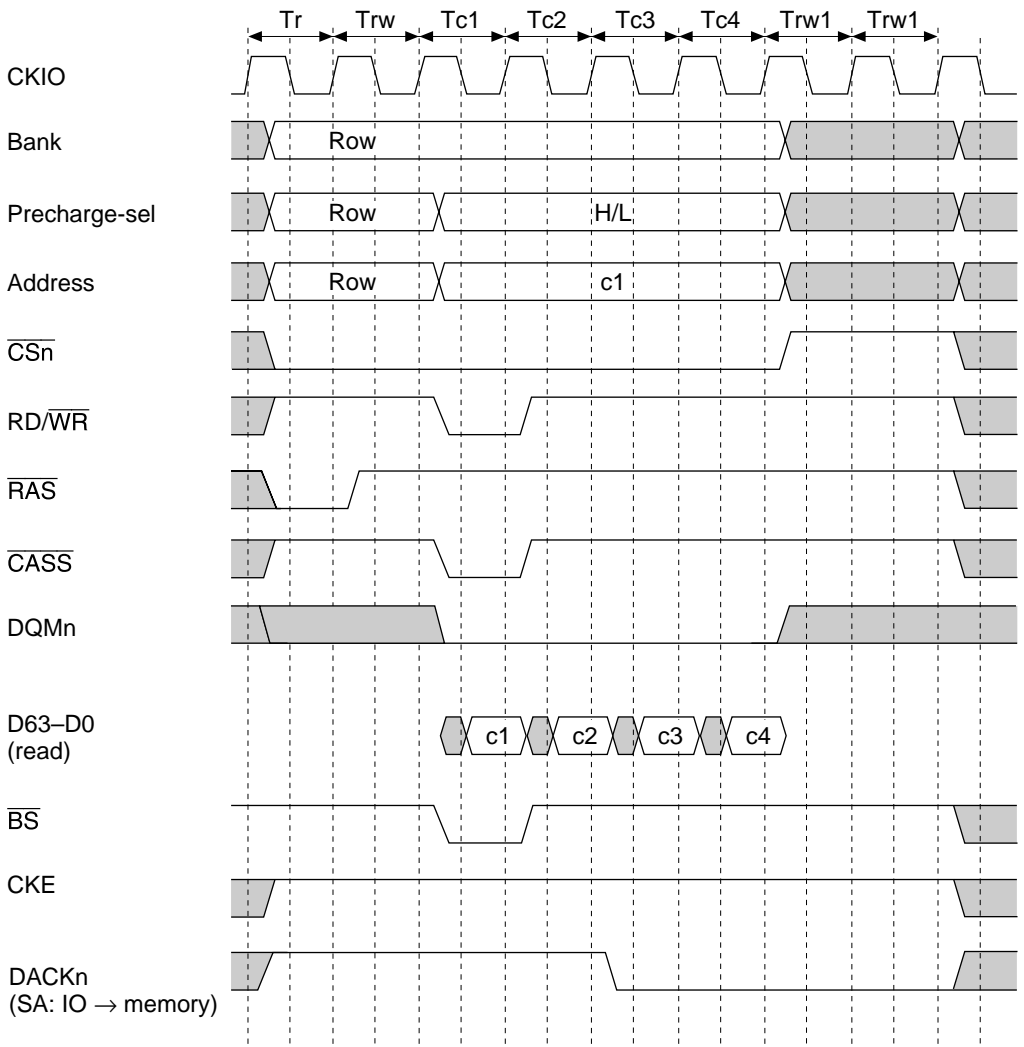 Tr Trw Tc1 Tc2 Tc3 Tc4 Trw1 Trw1
CKIO
Bank Row
Precharge-sel Row H/L
Address Row c1
CSn
RD/WR
RAS
CASS
DQMn
D63–D0
(read) c1 c2 c3 c4
BS
CKE
DACKn
(SA: IO → memory)